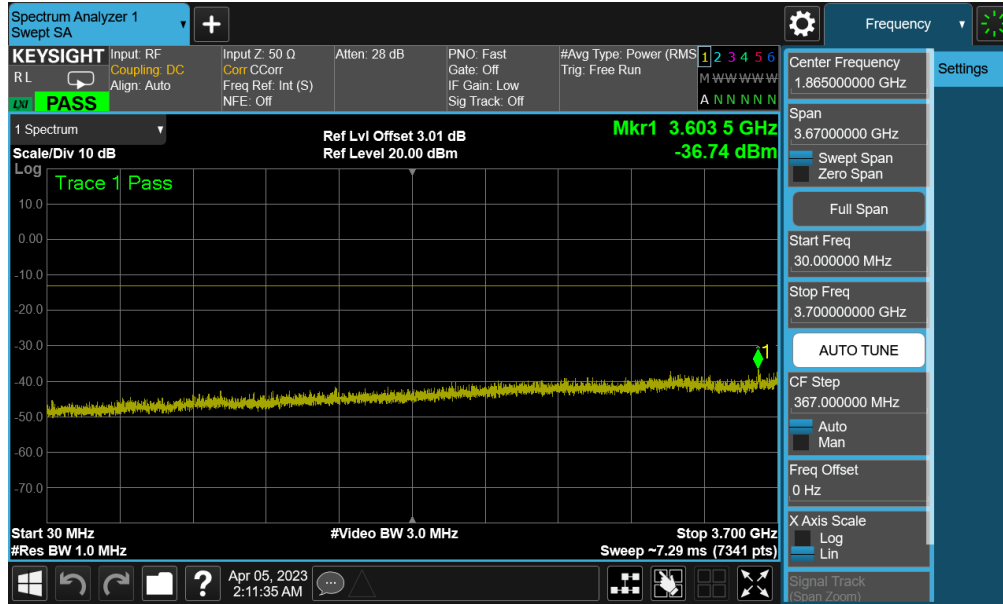 Spectrum Analyzer 1
Swept SA
+
Frequency
KEYSIGHT
RL
LXI PASS
Input: RF
Coupling: DC
Align: Auto
Input Z: 50 Ω
Corr CCorr
Freq Ref: Int (S)
NFE: Off
Atten: 28 dB
PNO: Fast
Gate: Off
IF Gain: Low
Sig Track: Off
#Avg Type: Power (RMS
Trig: Free Run
1 2 3 4 5 6
M W W W W W
A N N N N N
1 Spectrum
Scale/Div 10 dB
Ref Lvl Offset 3.01 dB
Ref Level 20.00 dBm
Mkr1 3.603 5 GHz
-36.74 dBm
Log
Trace 1 Pass
10.0
0.00
-10.0
-20.0
-30.0
1
-40.0
-50.0
-60.0
-70.0
Start 30 MHz
#Res BW 1.0 MHz
#Video BW 3.0 MHz
Stop 3.700 GHz
Sweep ~7.29 ms (7341 pts)
Center Frequency
1.865000000 GHz
Span
3.67000000 GHz
Swept Span
Zero Span
Full Span
Start Freq
30.000000 MHz
Stop Freq
3.700000000 GHz
AUTO TUNE
CF Step
367.000000 MHz
Auto
Man
Freq Offset
0 Hz
X Axis Scale
Log
Lin
Signal Track
(Span Zoom)
Settings
?
Apr 05, 2023
2:11:35 AM